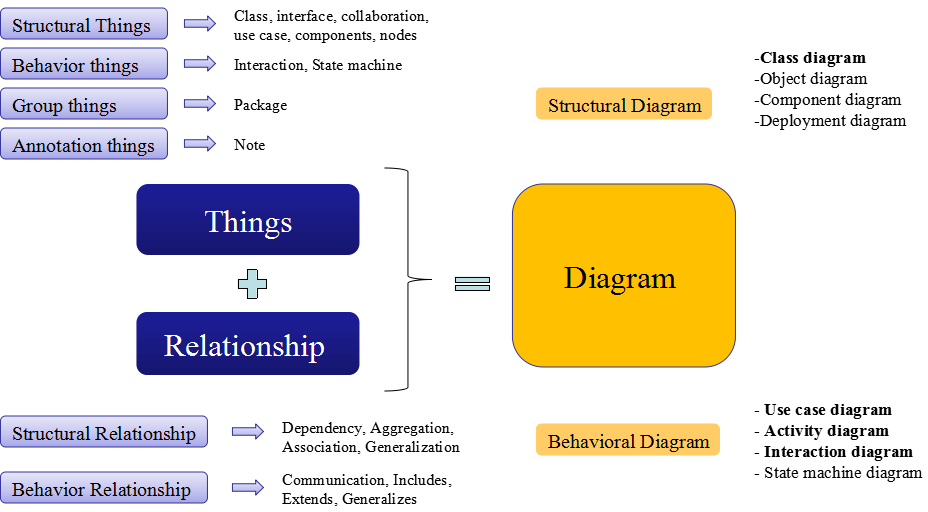 Structural Things
Class, interface, collaboration,
use case, components, nodes
Behavior things
Interaction, State machine
Group things
Package
Annotation things
Note
Structural Diagram
-Class diagram
-Object diagram
-Component diagram
-Deployment diagram
Things
Relationship
Diagram
Structural Relationship
Dependency, Aggregation,
Association, Generalization
Behavior Relationship
Communication, Includes,
Extends, Generalizes
Behavioral Diagram
- Use case diagram
- Activity diagram
- Interaction diagram
- State machine diagram